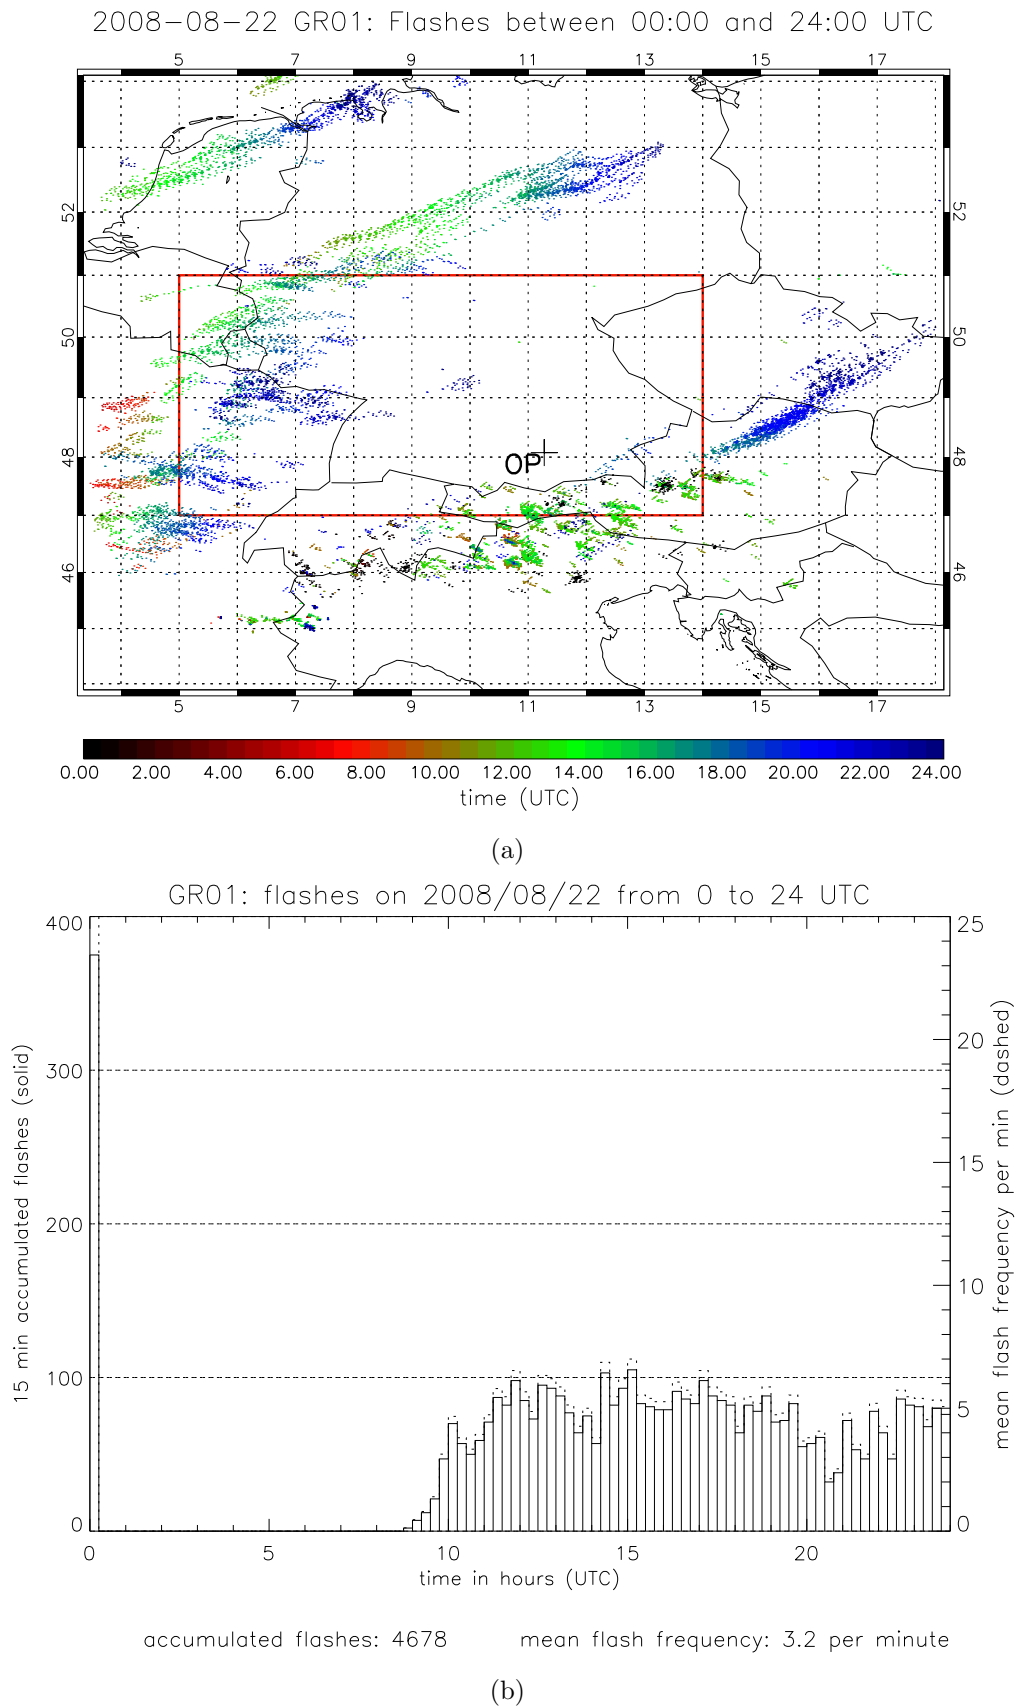 2008-08-22 GR01: Flashes between 00:00 and 24:00 UTC
5 7 9 11 13 15 17
52 52
50 50
OP
48 48
46 46
5 7 9 11 13 15 17
0.00 2.00 4.00 6.00 8.00 10.00 12.00 14.00 16.00 18.00 20.00 22.00 24.00
time (UTC)
(a)
GR01: flashes on 2008/08/22 from 0 to 24 UTC
400 25
20
300
15
200
10
100
5
0 0
15 min accumulated flashes (solid)
mean flash frequency per min (dashed)
0 5 10 15 20
time in hours (UTC)
accumulated flashes: 4678 mean flash frequency: 3.2 per minute
(b)